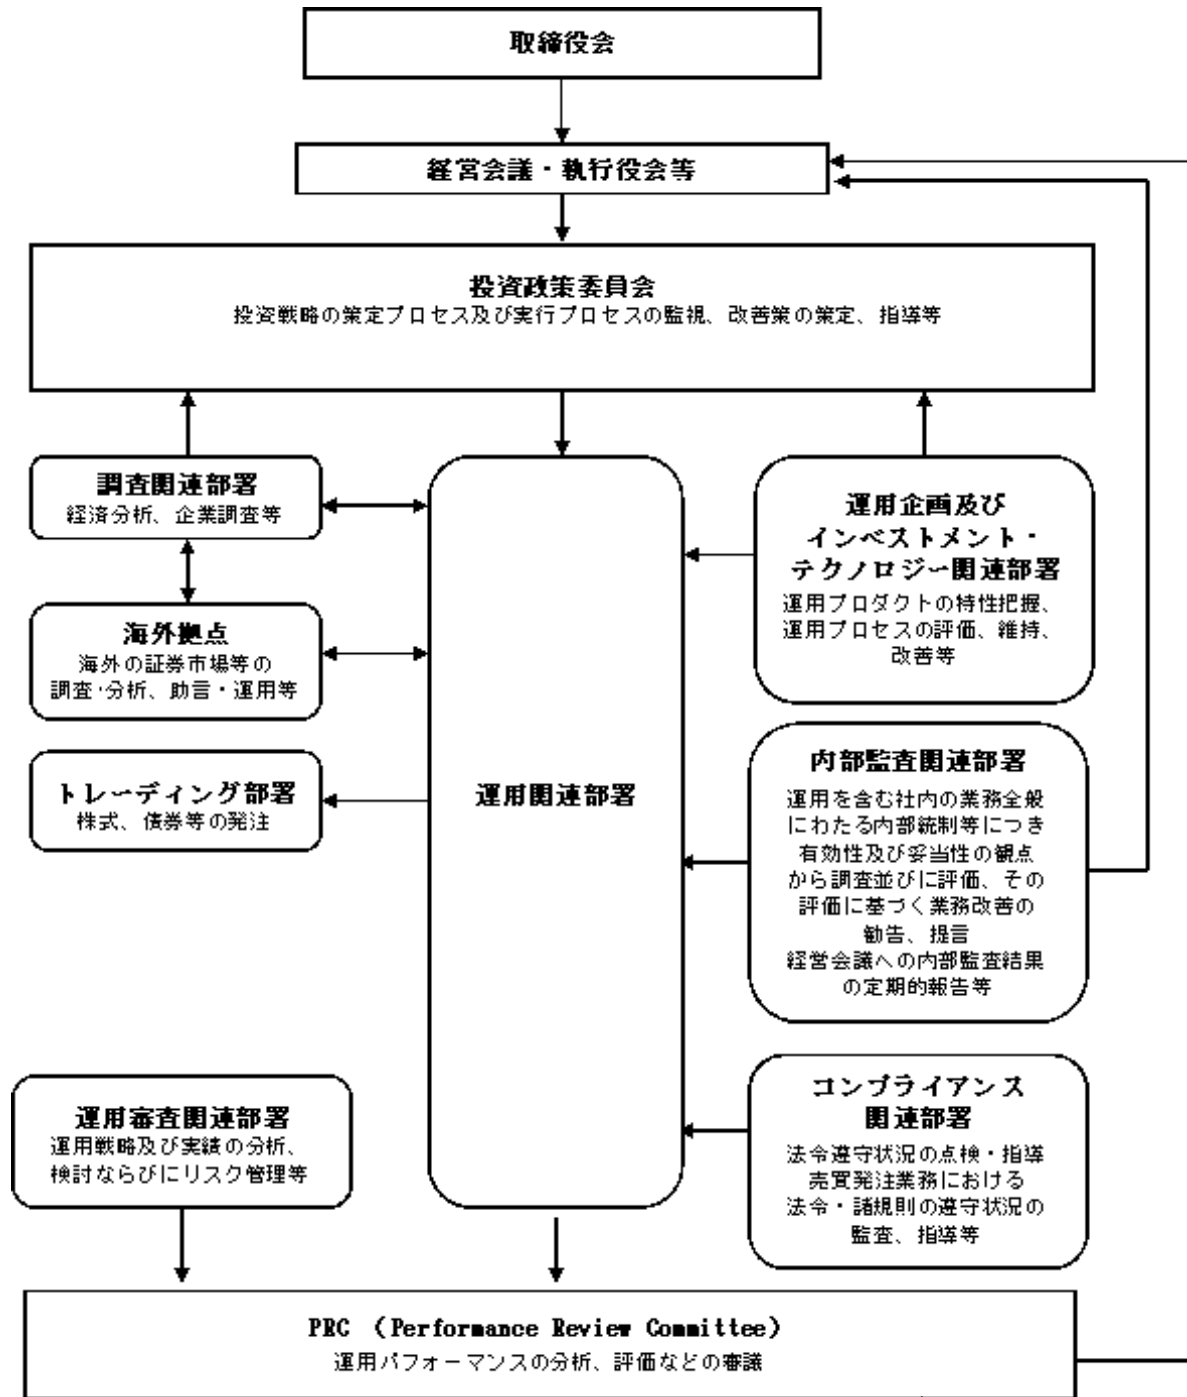 取締役会
経営会議・執行役会等
投資政策委員会
投資戦略の策定プロセス及び実行プロセスの監視、改善策の策定、指導等
調査関連部署
経済分析、企業調査等
海外拠点
海外の証券市場等の
調査・分析、助言・運用等
トレーディング部署
株式、債券等の発注
運用審査関連部署
運用戦略及び実績の分析、
検討ならびにリスク管理等
運用関連部署
運用企画及び
インベストメント・
テクノロジー関連部署
運用プロダクトの特性把握、
運用プロセスの評価、維持、
改善等
内部監査関連部署
運用を含む社内の業務全般
にわたる内部統制等につき
有効性及び妥当性の観点
から調査並びに評価、その
評価に基づく業務改善の
勧告、提言
経営会議への内部監査結果
の定期的報告等
コンプライアンス
関連部署
法令遵守状況の点検・指導
売買発注業務における
法令・諸規則の遵守状況の
監査、指導等
PRC （Performance Review Committee）
運用パフォーマンスの分析、評価などの審議